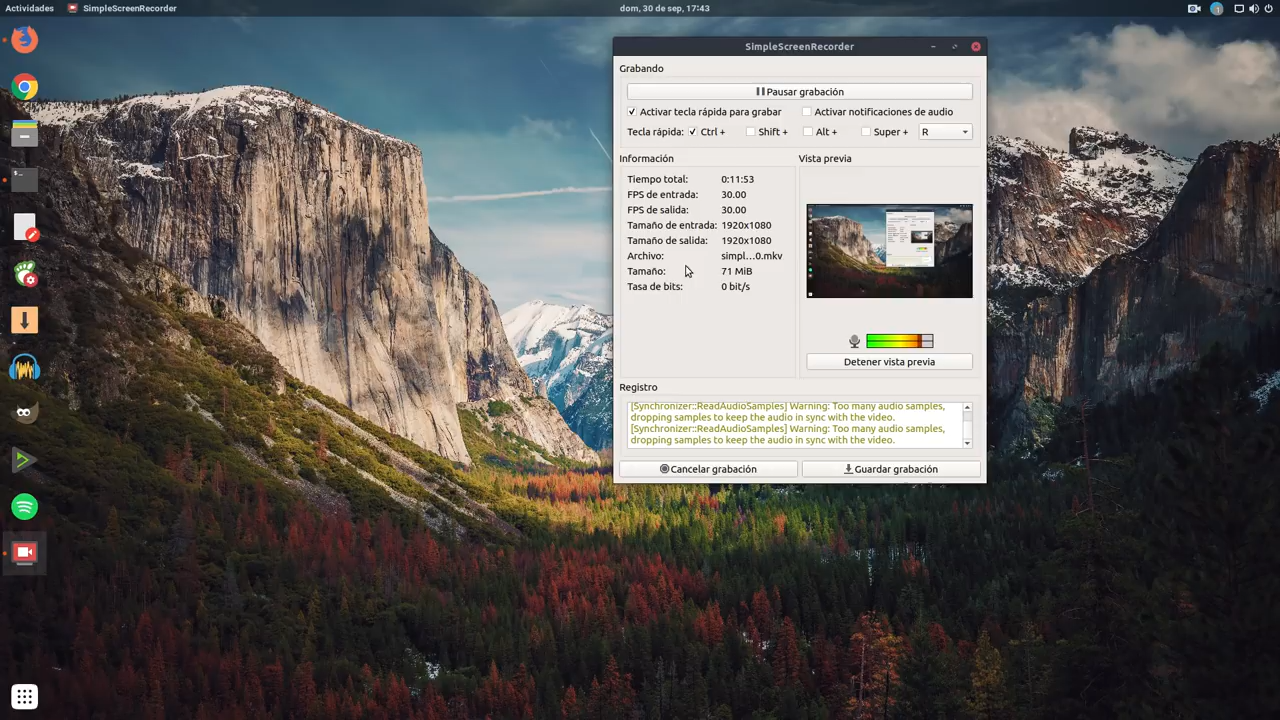 Actividades SimpleScreenRecorder dom, 30 de sep, 17:43
SimpleScreenRecorder
Grabando
Pausar grabación
Activar tecla rápida para grabar Activar notificaciones de audio
Tecla rápida: Ctrl + Shift + Alt + Super + R
Información
Tiempo total: 0:11:53
FPS de entrada: 30.00
FPS de salida: 30.00
Tamaño de entrada: 1920x1080
Tamaño de salida: 1920x1080
Archivo: simpl...0.mkv
Tamaño: 71 MiB
Tasa de bits: 0 bit/s
Vista previa
Detener vista previa
Registro
[Synchronizer::ReadAudioSamples] Warning: Too many audio samples,
dropping samples to keep the audio in sync with the video.
[Synchronizer::ReadAudioSamples] Warning: Too many audio samples,
dropping samples to keep the audio in sync with the video.
Cancelar grabación Guardar grabación